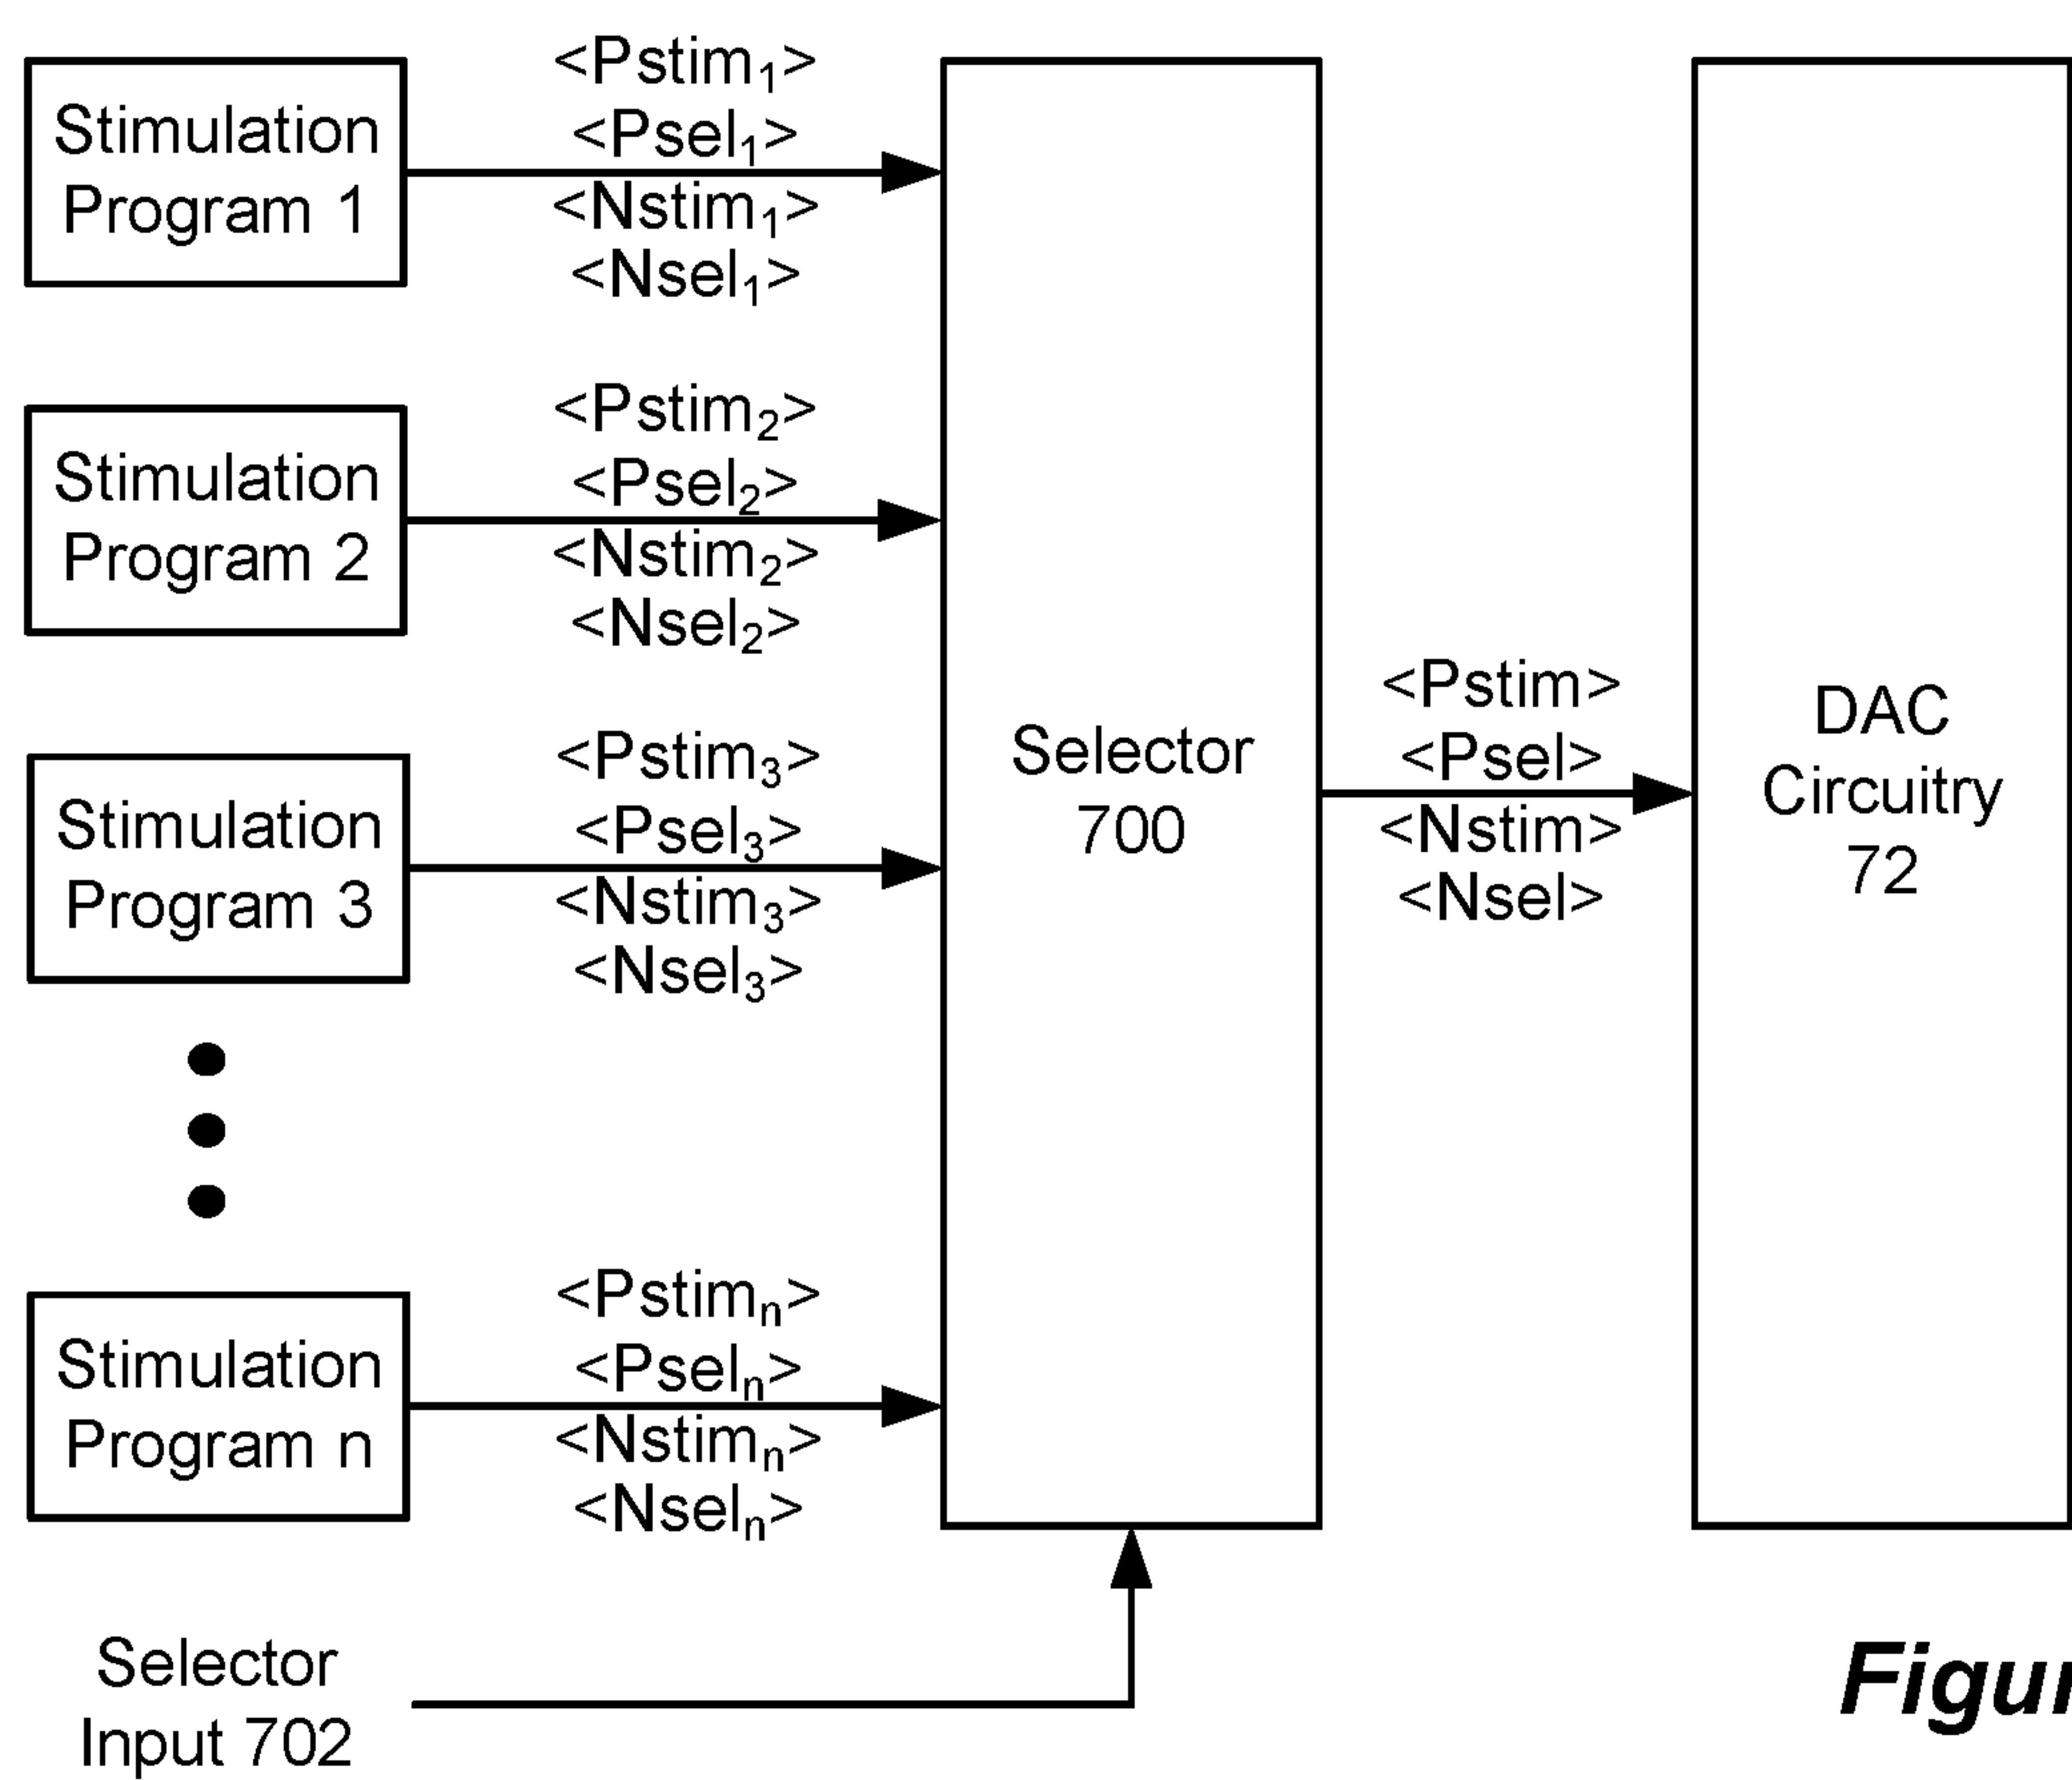 Stimulation
Program 1
<Pstim₁>
<Psel₁>
<Nstim₁>
<Nsel₁>
Stimulation
Program 2
<Pstim₂>
<Psel₂>
<Nstim₂>
<Nsel₂>
Stimulation
Program 3
<Pstim₃>
<Psel₃>
<Nstim₃>
<Nsel₃>
Stimulation
Program n
<Pstimₙ>
<Pselₙ>
<Nstimₙ>
<Nselₙ>
Selector
Input 702
Selector
700
<Pstim>
<Psel>
<Nstim>
<Nsel>
DAC
Circuitry
72